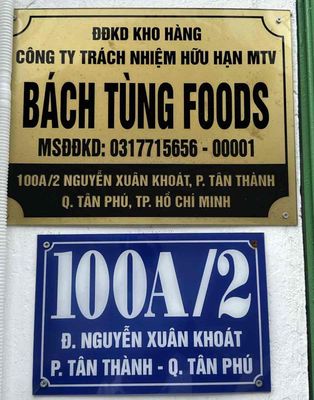 ĐĐKD KHO HÀNG
CÔNG TY TRÁCH NHIỆM HỮU HẠN MTV
BÁCH TÙNG FOODS
MSĐĐKD: 0317715656 - 00001
100A/2 NGUYỄN XUÂN KHOÁT, P. TÂN THÀNH
Q. TÂN PHÚ, TP. HỒ CHÍ MINH
100A/2
Đ. NGUYỄN XUÂN KHOÁT
P. TÂN THÀNH - Q. TÂN PHÚ